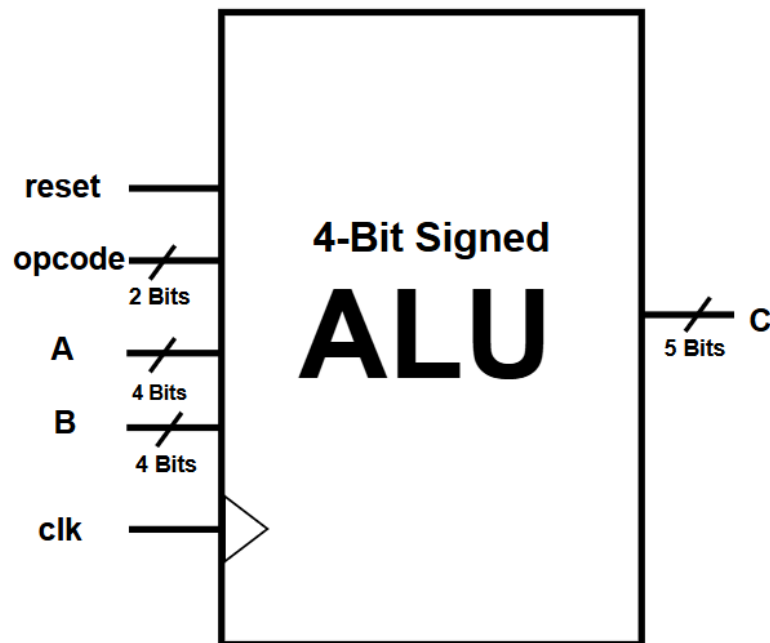 reset
opcode
2 Bits
A
4 Bits
B
4 Bits
clk
4-Bit Signed
ALU
C
5 Bits